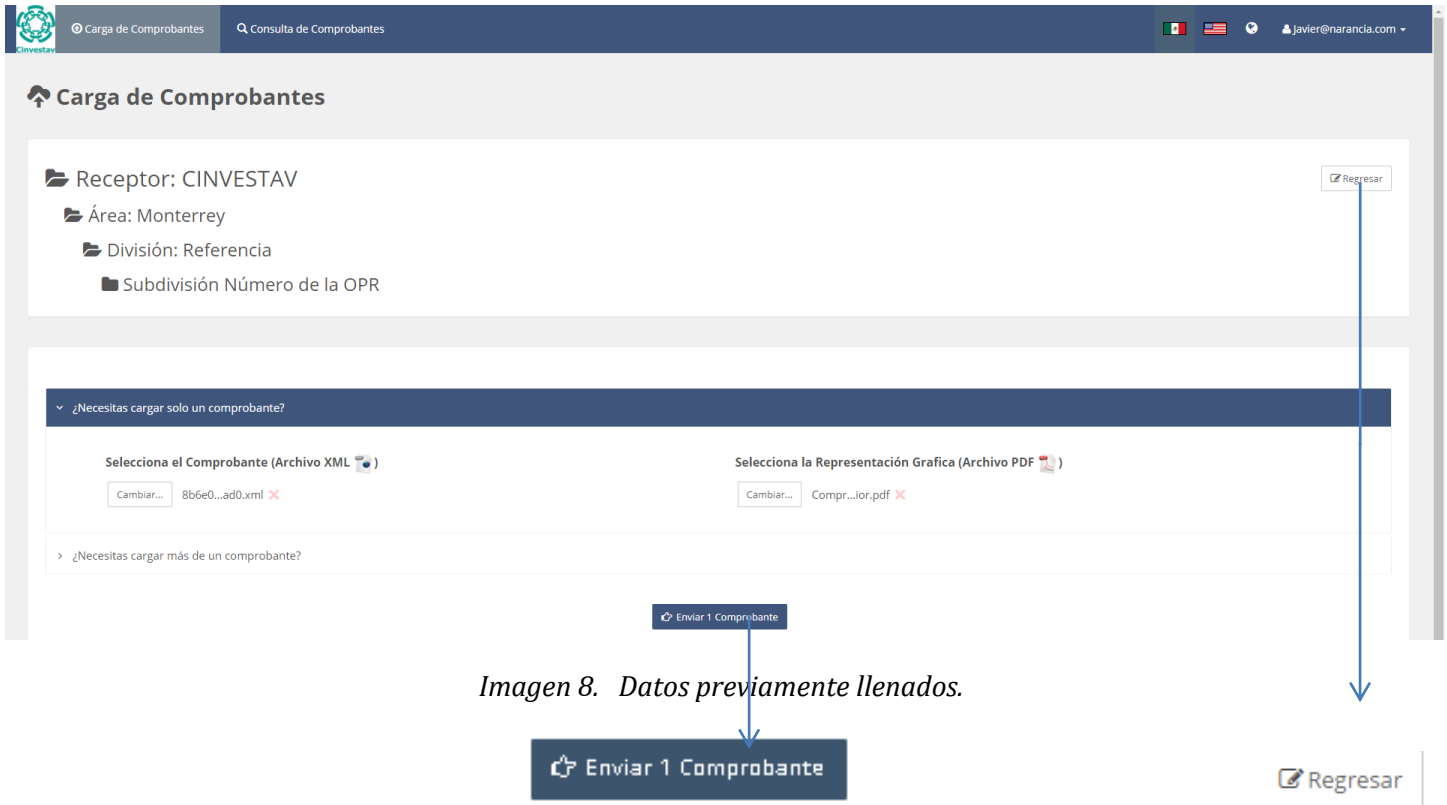 Cinvestav
Carga de Comprobantes
Consulta de Comprobantes
Javier@narancia.com
Carga de Comprobantes
Receptor: CINVESTAV
Regresar
Área: Monterrey
División: Referencia
Subdivisión Número de la OPR
¿Necesitas cargar solo un comprobante?
Selecciona el Comprobante (Archivo XML )
Selecciona la Representación Grafica (Archivo PDF )
Cambiar... 8b6e0...ad0.xml
Cambiar... Compr...ior.pdf
¿Necesitas cargar más de un comprobante?
Enviar 1 Comprobante
Imagen 8. Datos previamente llenados.
Enviar 1 Comprobante
Regresar